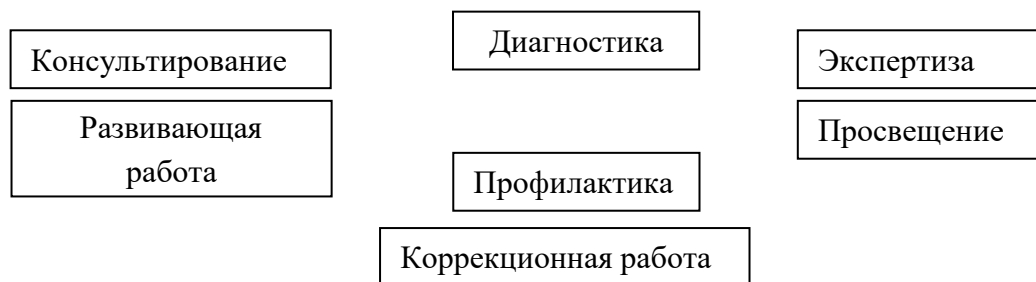 Консультирование
Диагностика
Экспертиза
Развивающая
работа
Просвещение
Профилактика
Коррекционная работа